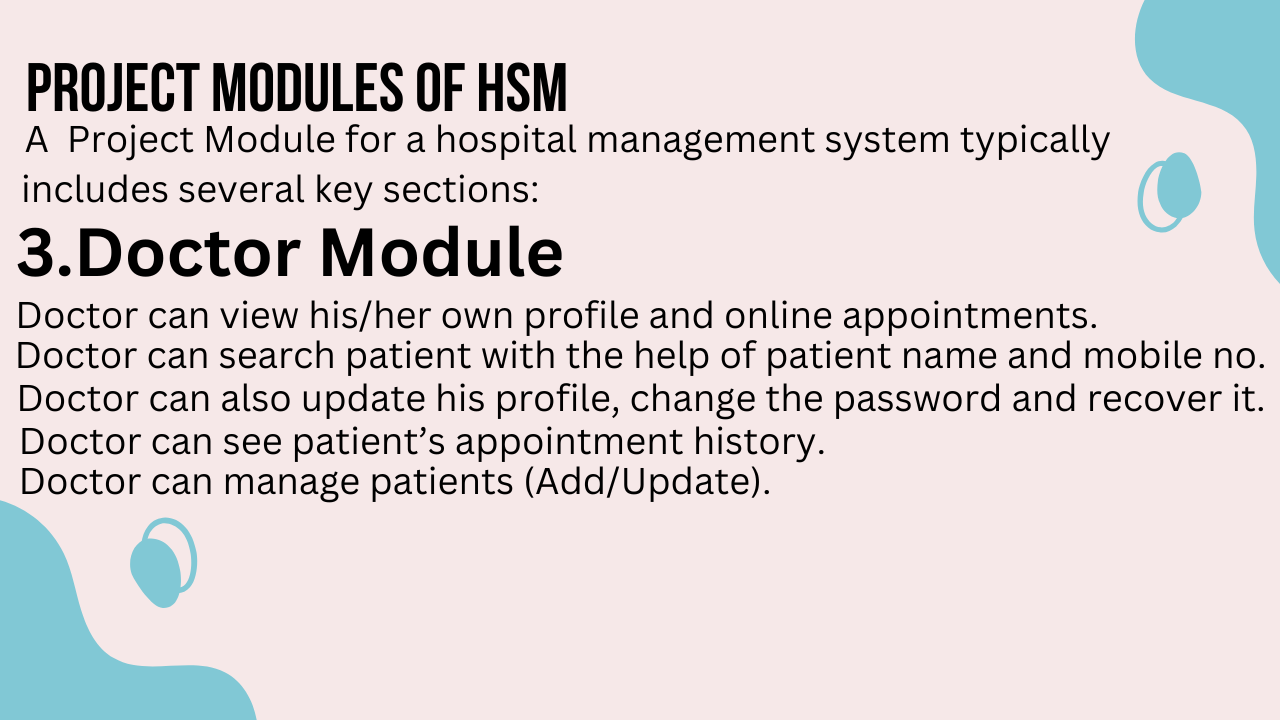 PROJECT MODULES OF HSM
A Project Module for a hospital management system typically
includes several key sections:
3.Doctor Module
Doctor can view his/her own profile and online appointments.
Doctor can search patient with the help of patient name and mobile no.
Doctor can also update his profile, change the password and recover it.
Doctor can see patient’s appointment history.
Doctor can manage patients (Add/Update).